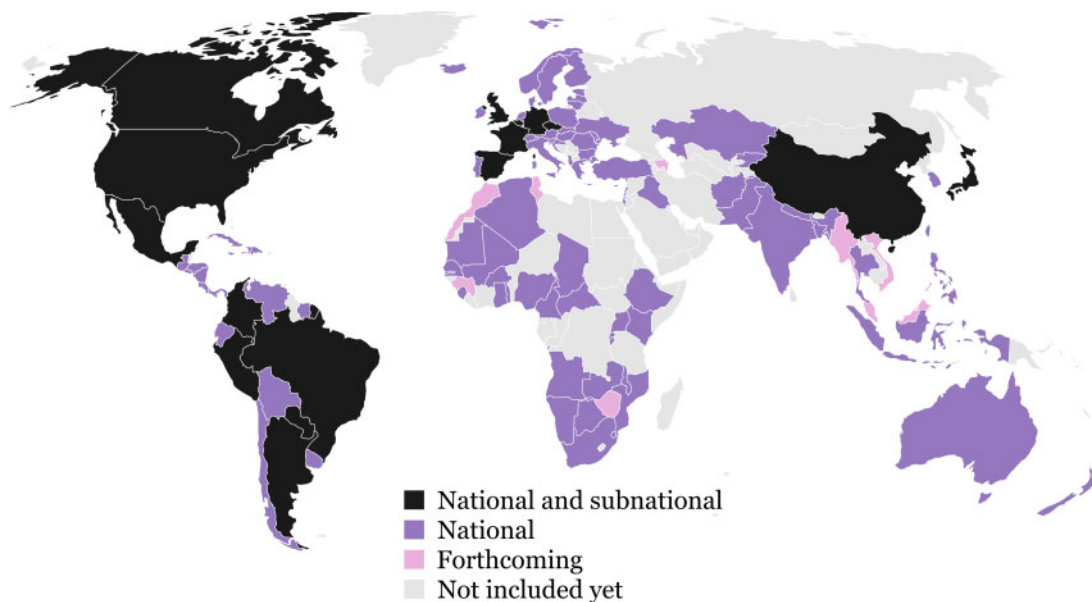 National and subnational
National
Forthcoming
Not included yet